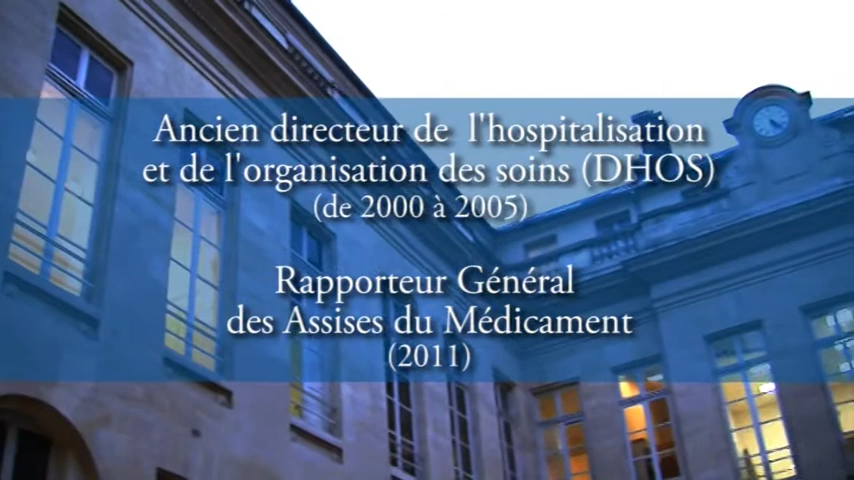 Ancien directeur de l'hospitalisation
et de l'organisation des soins (DHOS)
(de 2000 à 2005)
Rapporteur Général
des Assises du Médicament
(2011)